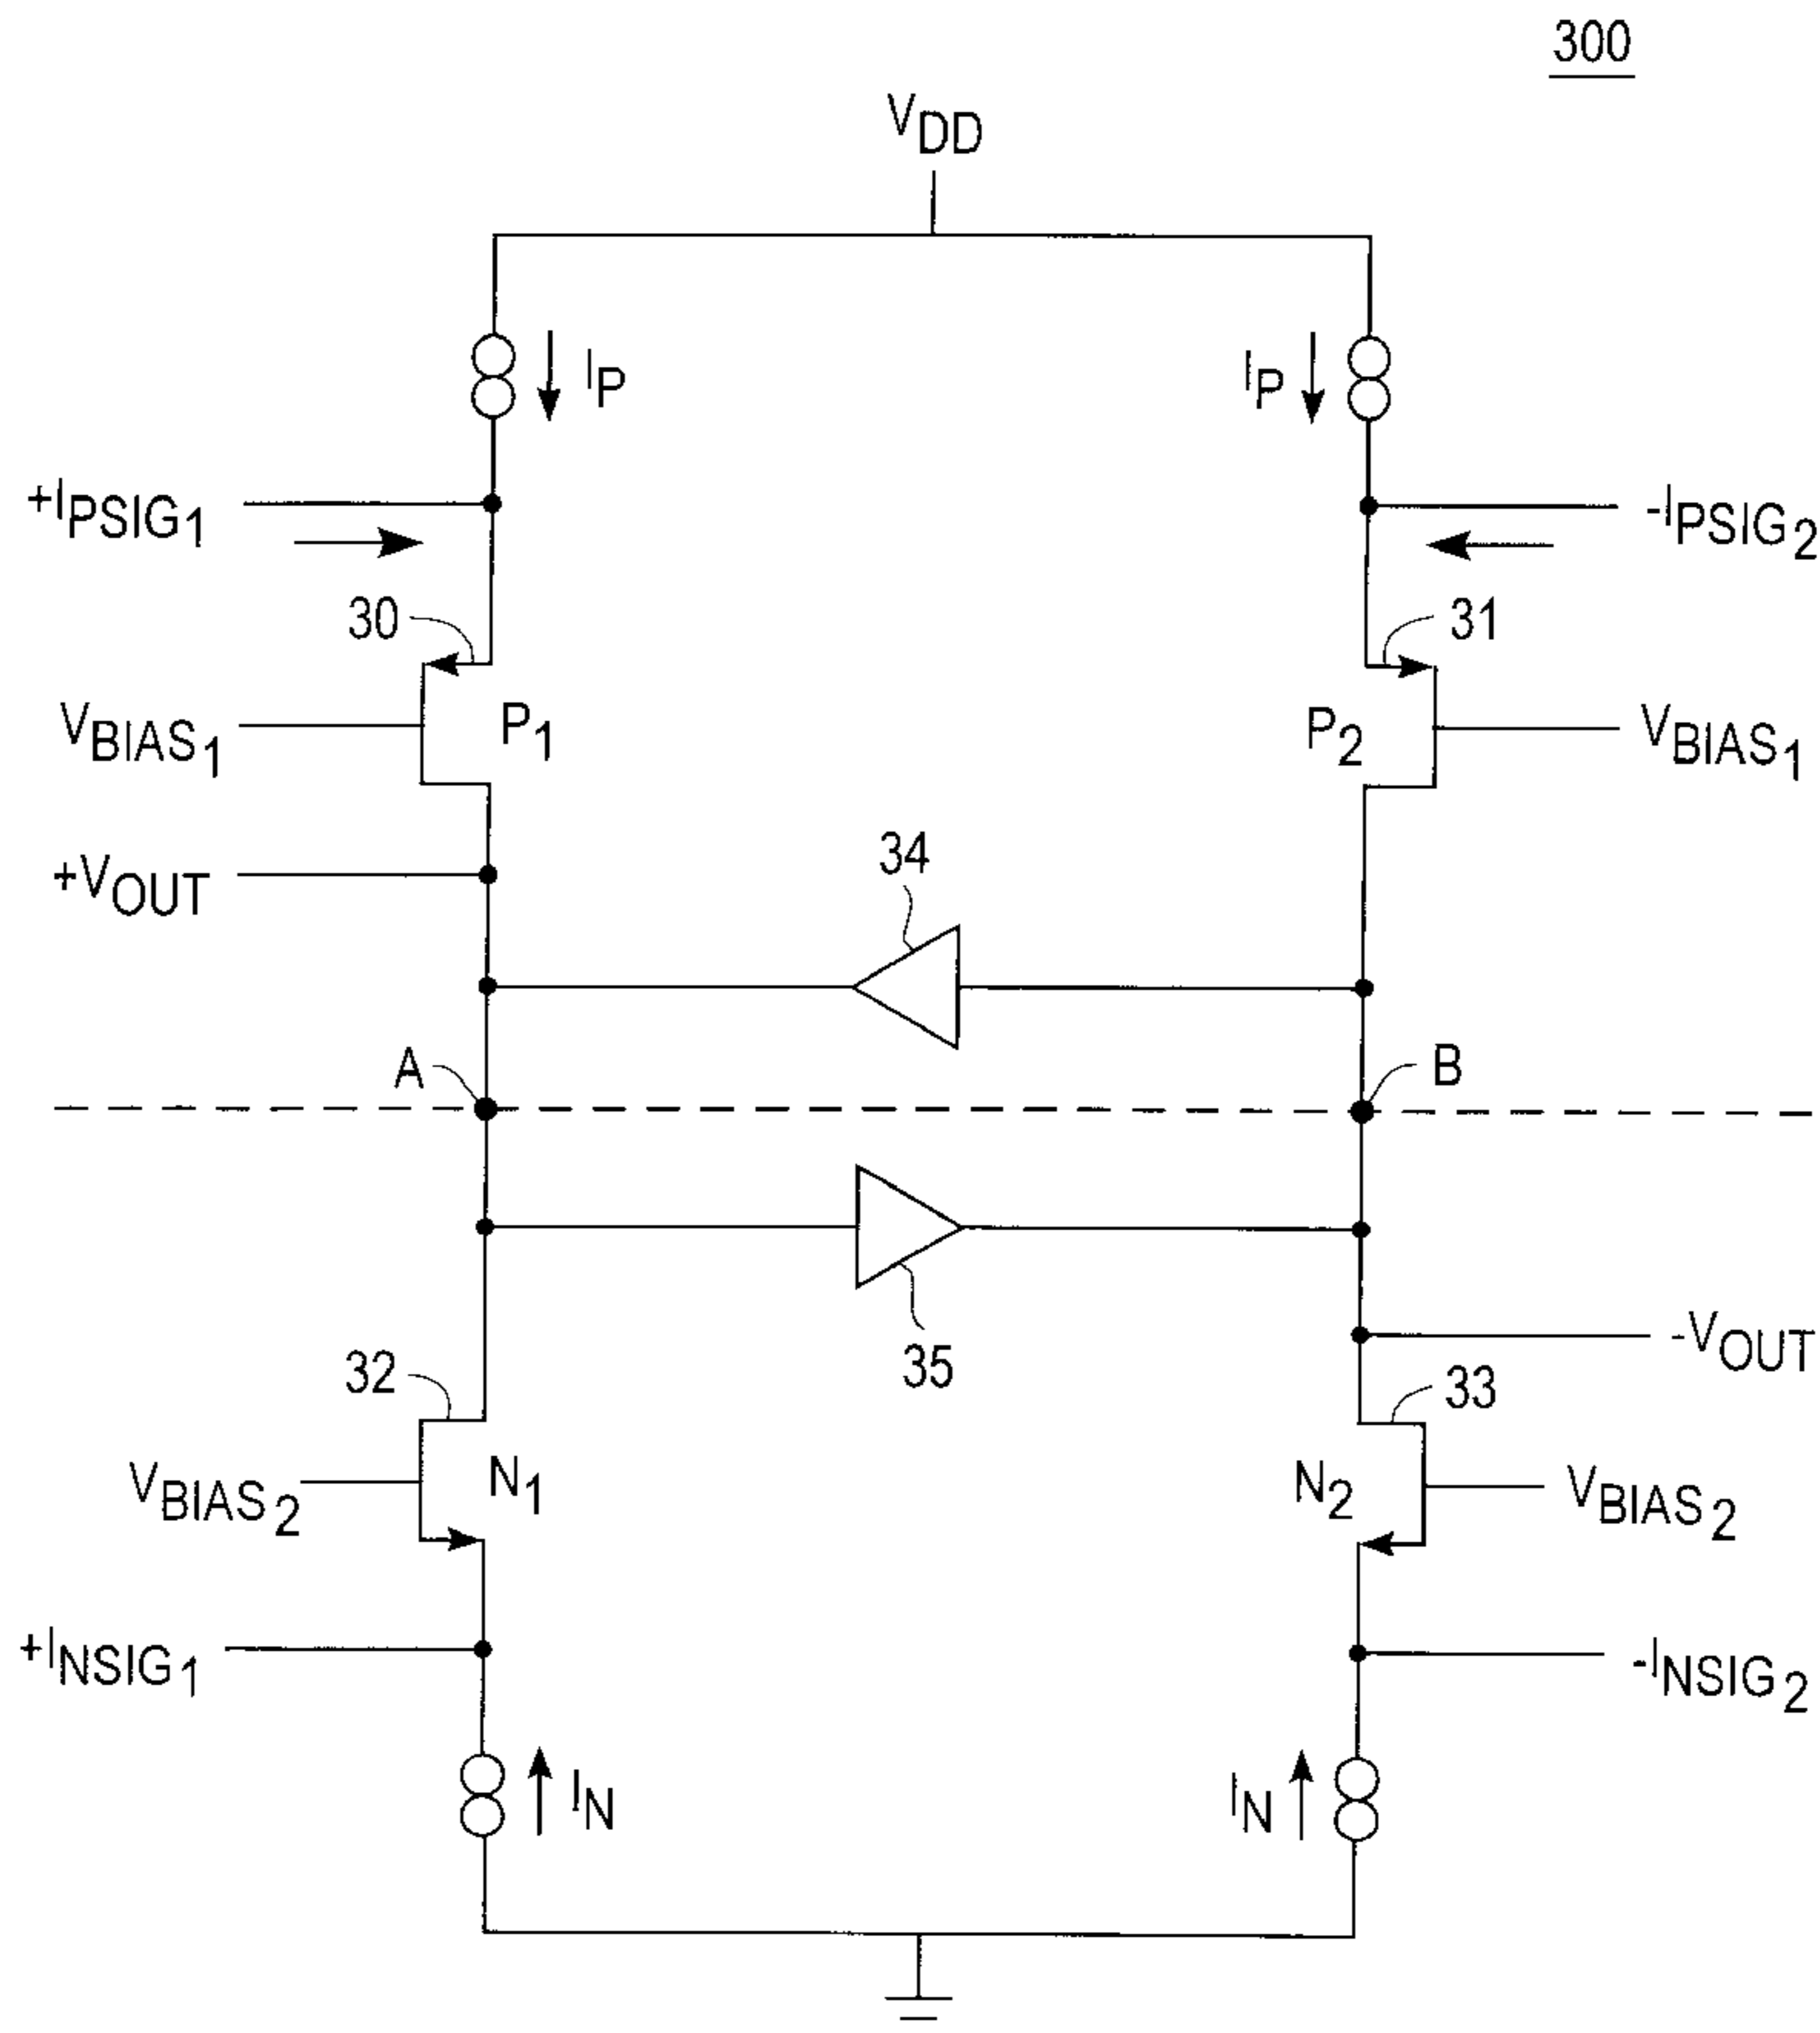 300
VDD
IP IP
+IPSIG1 -IPSIG2
30 31
VBIAS1 P1 P2 VBIAS1
+VOUT 34
A B
35 -VOUT
32 33
VBIAS2 N1 N2 VBIAS2
+INSIG1 -INSIG2
IN IN